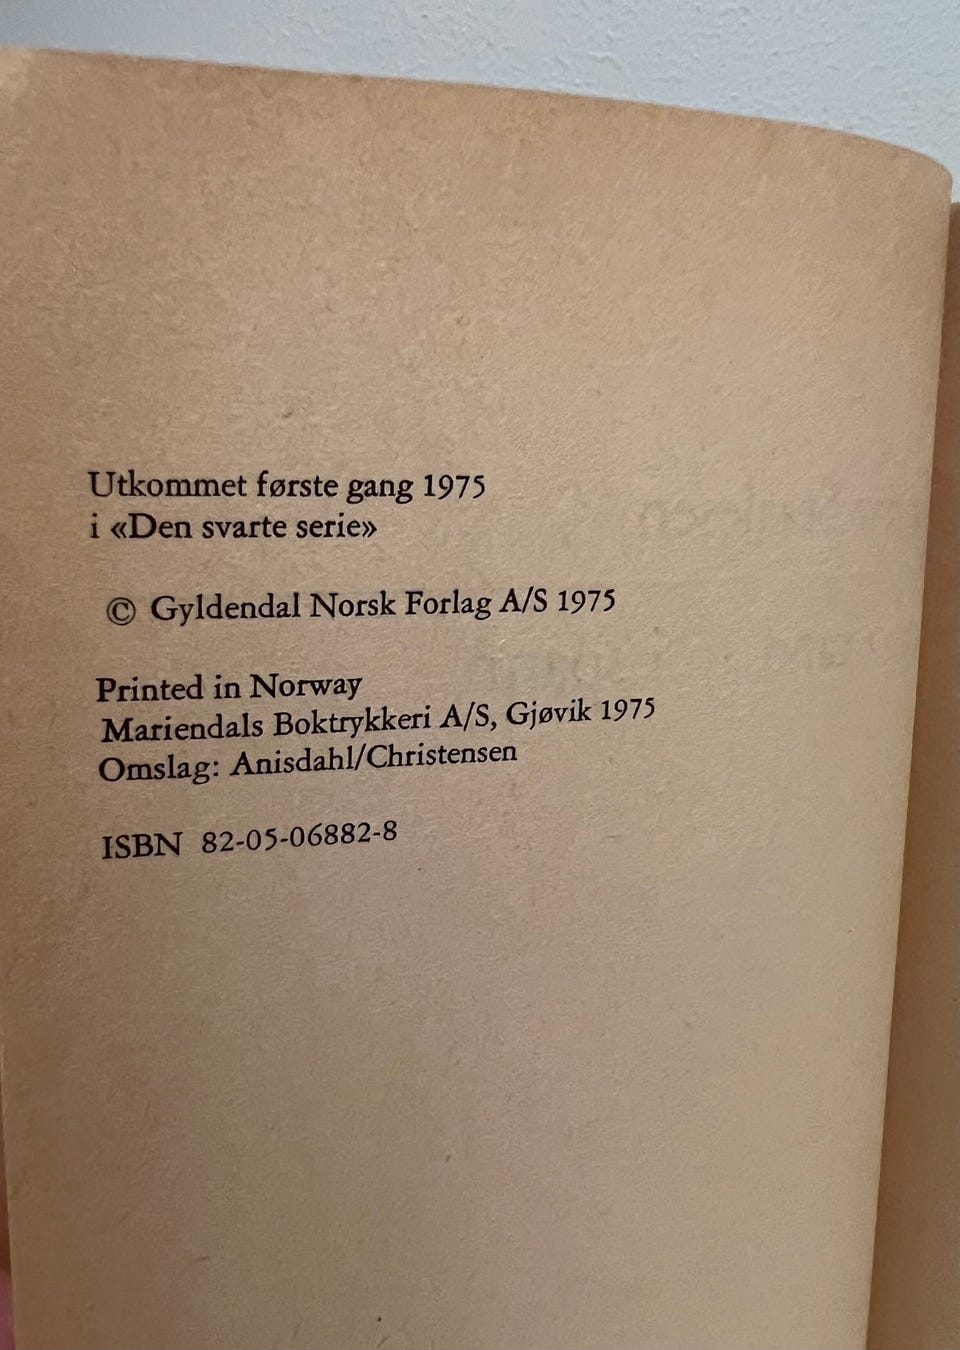 Utkommet første gang 1975
i «Den svarte serie»
© Gyldendal Norsk Forlag A/S 1975
Printed in Norway
Mariendals Boktrykkeri A/S, Gjøvik 1975
Omslag: Anisdahl/Christensen
ISBN 82-05-06882-8